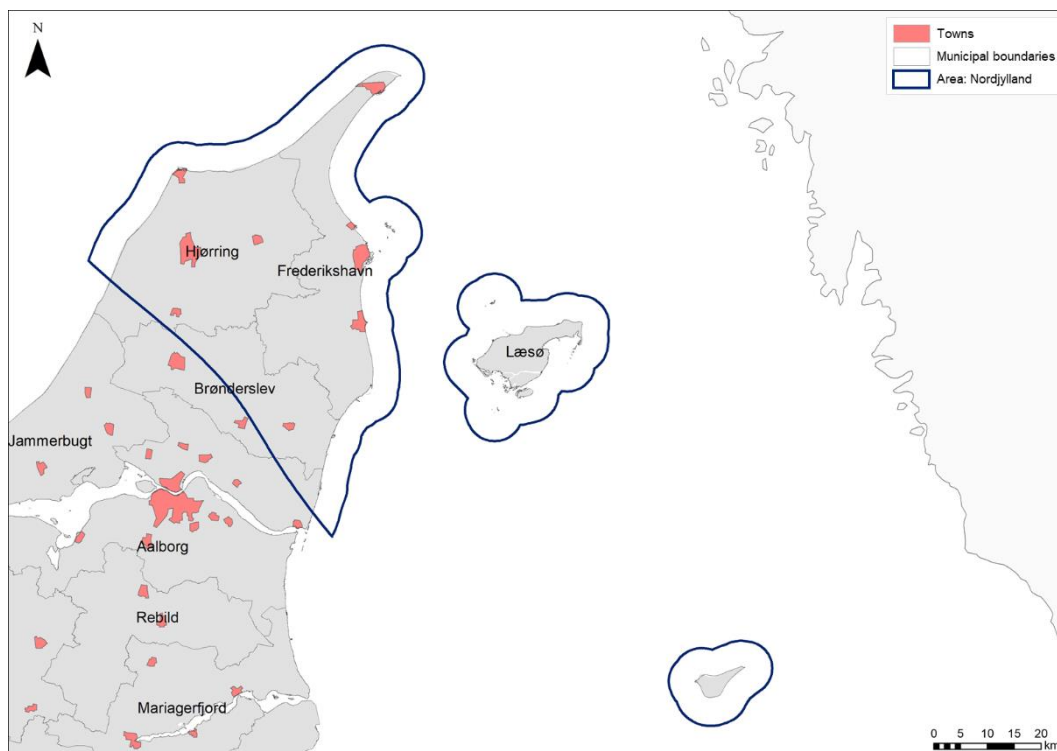 N
Towns
Municipal boundaries
Area: Nordjylland
Hjørring
Frederikshavn
Læsø
Brønderslev
Jammerbugt
Aalborg
Rebild
Mariagerfjord
0 5 10 15 20
km